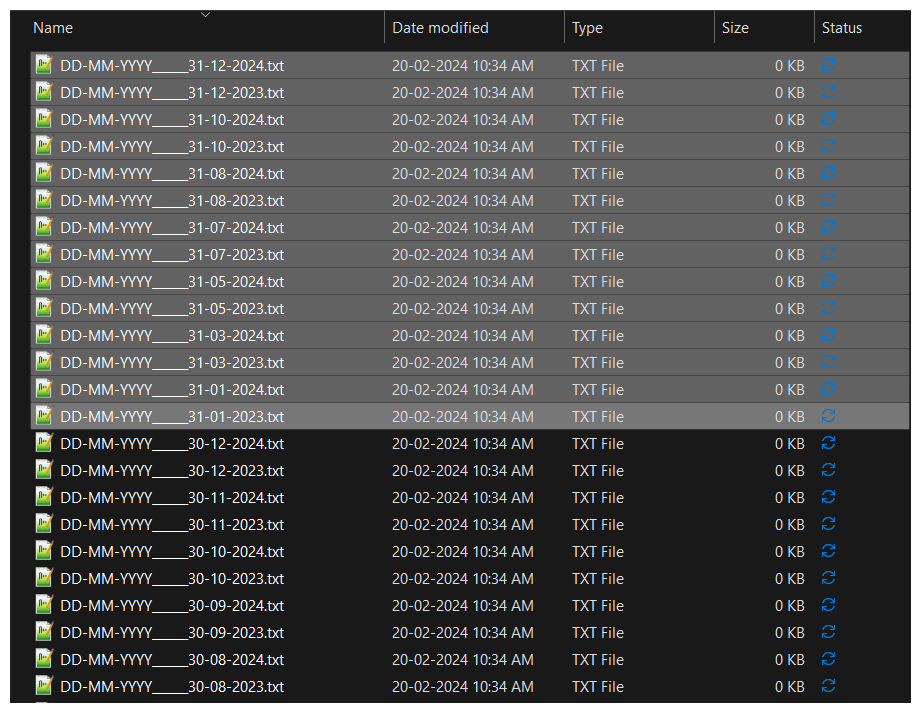 Name Date modified Type Size Status
DD-MM-YYYY_____31-12-2024.txt 20-02-2024 10:34 AM TXT File 0 KB
DD-MM-YYYY_____31-12-2023.txt 20-02-2024 10:34 AM TXT File 0 KB
DD-MM-YYYY_____31-10-2024.txt 20-02-2024 10:34 AM TXT File 0 KB
DD-MM-YYYY_____31-10-2023.txt 20-02-2024 10:34 AM TXT File 0 KB
DD-MM-YYYY_____31-08-2024.txt 20-02-2024 10:34 AM TXT File 0 KB
DD-MM-YYYY_____31-08-2023.txt 20-02-2024 10:34 AM TXT File 0 KB
DD-MM-YYYY_____31-07-2024.txt 20-02-2024 10:34 AM TXT File 0 KB
DD-MM-YYYY_____31-07-2023.txt 20-02-2024 10:34 AM TXT File 0 KB
DD-MM-YYYY_____31-05-2024.txt 20-02-2024 10:34 AM TXT File 0 KB
DD-MM-YYYY_____31-05-2023.txt 20-02-2024 10:34 AM TXT File 0 KB
DD-MM-YYYY_____31-03-2024.txt 20-02-2024 10:34 AM TXT File 0 KB
DD-MM-YYYY_____31-03-2023.txt 20-02-2024 10:34 AM TXT File 0 KB
DD-MM-YYYY_____31-01-2024.txt 20-02-2024 10:34 AM TXT File 0 KB
DD-MM-YYYY_____31-01-2023.txt 20-02-2024 10:34 AM TXT File 0 KB
DD-MM-YYYY_____30-12-2024.txt 20-02-2024 10:34 AM TXT File 0 KB
DD-MM-YYYY_____30-12-2023.txt 20-02-2024 10:34 AM TXT File 0 KB
DD-MM-YYYY_____30-11-2024.txt 20-02-2024 10:34 AM TXT File 0 KB
DD-MM-YYYY_____30-11-2023.txt 20-02-2024 10:34 AM TXT File 0 KB
DD-MM-YYYY_____30-10-2024.txt 20-02-2024 10:34 AM TXT File 0 KB
DD-MM-YYYY_____30-10-2023.txt 20-02-2024 10:34 AM TXT File 0 KB
DD-MM-YYYY_____30-09-2024.txt 20-02-2024 10:34 AM TXT File 0 KB
DD-MM-YYYY_____30-09-2023.txt 20-02-2024 10:34 AM TXT File 0 KB
DD-MM-YYYY_____30-08-2024.txt 20-02-2024 10:34 AM TXT File 0 KB
DD-MM-YYYY_____30-08-2023.txt 20-02-2024 10:34 AM TXT File 0 KB